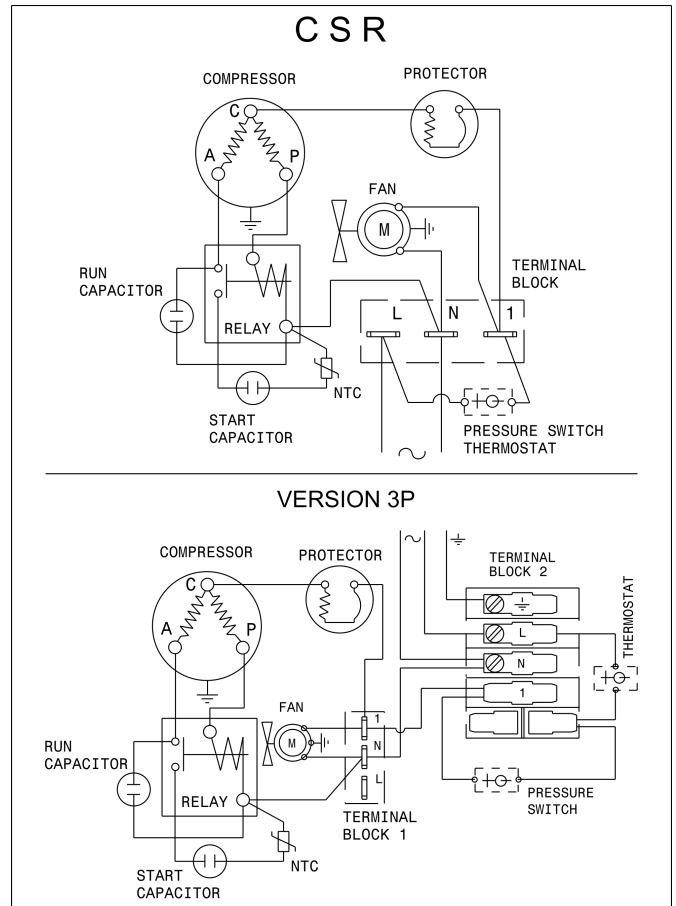 C S R
COMPRESSOR
PROTECTOR
C
A
P
FAN
M
RUN
CAPACITOR
TERMINAL
BLOCK
L
N
1
RELAY
NTC
START
CAPACITOR
PRESSURE SWITCH
THERMOSTAT
VERSION 3P
COMPRESSOR
PROTECTOR
TERMINAL
BLOCK 2
C
A
P
L
N
1
THERMOSTAT
FAN
M
1
N
L
RUN
CAPACITOR
RELAY
TERMINAL
BLOCK 1
PRESSURE
SWITCH
NTC
START
CAPACITOR